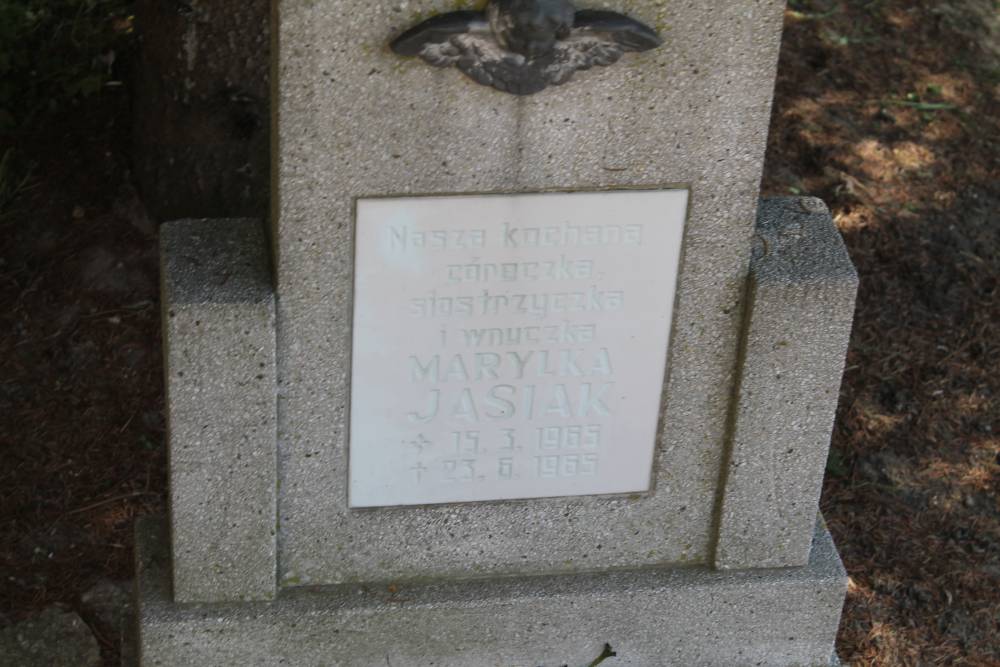 Nasza kochana
córeczka
siostrzyczka
i wnuczka
MARYLKA
JASIAK
✢ 15. 3. 1965
† 23. 6. 1965